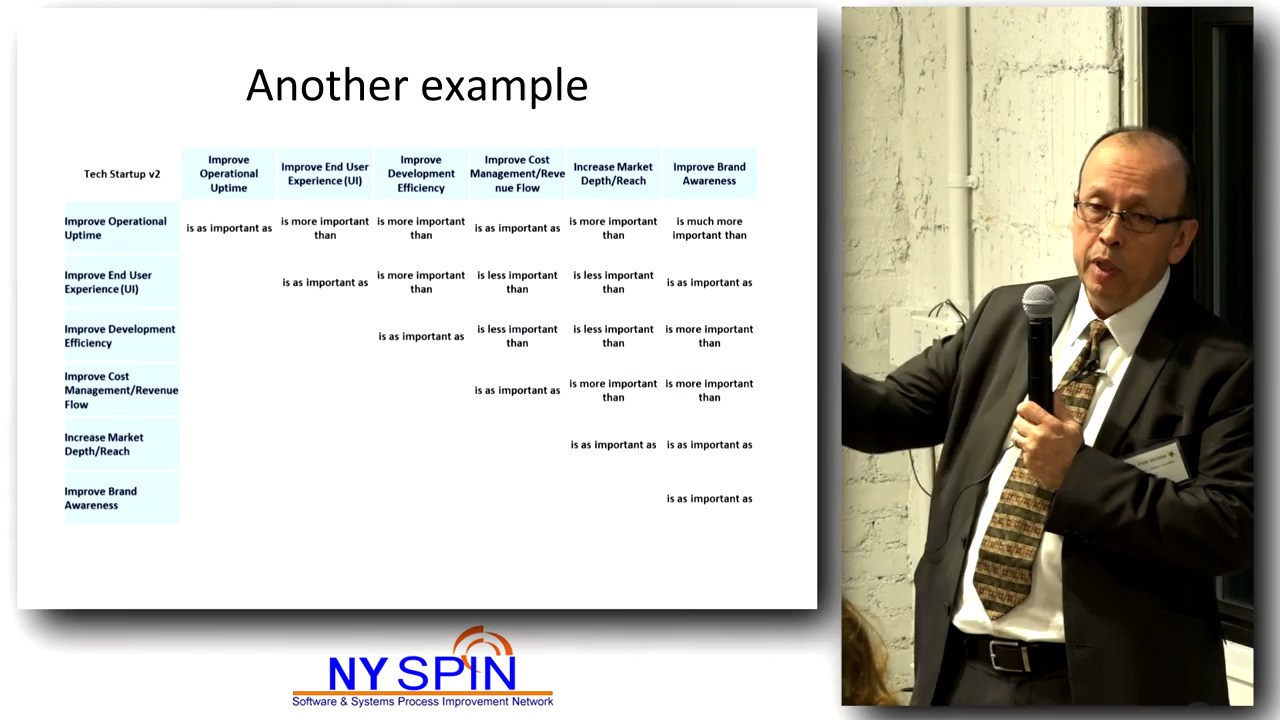 Another example
Tech Startup v2
Improve
Operational
Uptime
Improve End User
Experience (UI)
Improve
Development
Efficiency
Improve Cost
Management/Reve
nue Flow
Increase Market
Depth/Reach
Improve Brand
Awareness
Improve Operational
Uptime
is as important as
is more important
than
is more important
than
is as important as
is more important
than
is much more
important than
Improve End User
Experience (UI)
is as important as
is more important
than
is less important
than
is less important
than
is as important as
Improve Development
Efficiency
is as important as
is less important
than
is less important
than
is more important
than
Improve Cost
Management/Revenue
Flow
is as important as
is more important
than
is more important
than
Increase Market
Depth/Reach
is as important as
is as important as
Improve Brand
Awareness
is as important as
NY SPIN
Software & Systems Process Improvement Network